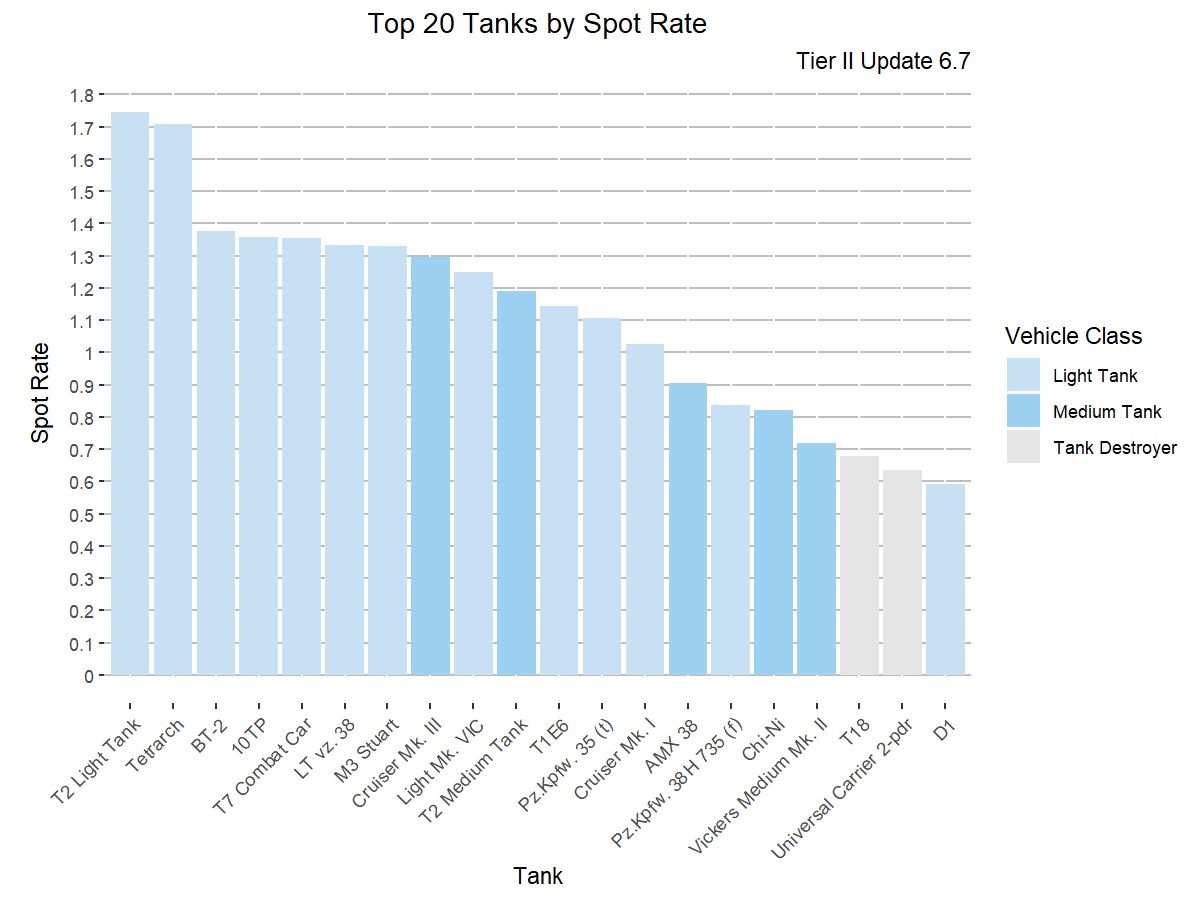 Top 20 Tanks by Spot Rate
Tier II Update 6.7
1.8
1.7
1.6
1.5
1.4
1.3
1.2
1.1
1
0.9
0.8
0.7
0.6
0.5
0.4
0.3
0.2
0.1
0
Spot Rate
T2 Light Tank
Tetrarch
BT-2
10TP
T7 Combat Car
LT vz. 38
M3 Stuart
Cruiser Mk. III
Light Mk. VIC
T2 Medium Tank
T1E6
Pz.Kpfw. 35 (t)
Cruiser Mk. I
AMX 38
Pz.Kpfw. 38H 735 (f)
Chi-Ni
Vickers Medium Mk. II
T18
Universal Carrier 2-pdr
D1
Tank
Vehicle Class
Light Tank
Medium Tank
Tank Destroyer